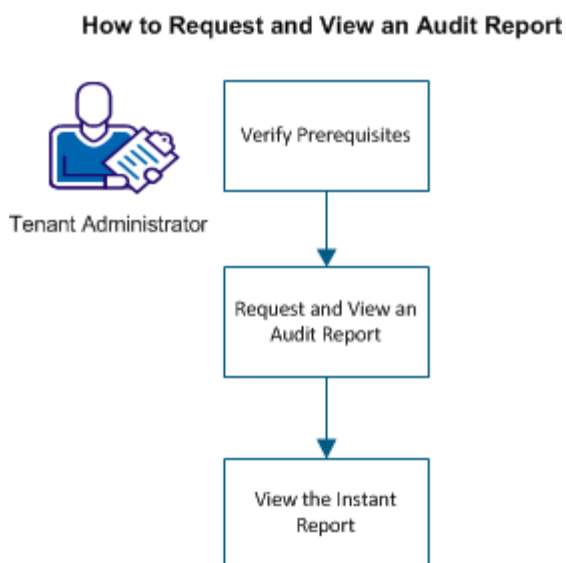 How to Request and View an Audit Report
Verify Prerequisites
Tenant Administrator
Request and View an
Audit Report
View the Instant
Report